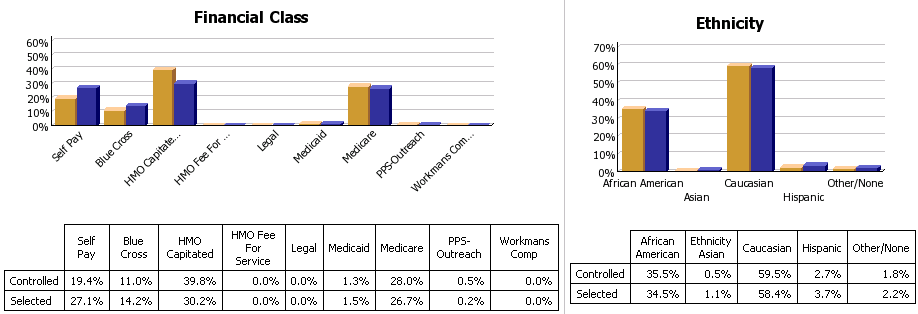 Financial Class
60%
50%
40%
30%
20%
10%
0%
Self Pay
Blue Cross
HMO Capitate...
HMO Fee For ...
Legal
Medicaid
Medicare
PPS-Outreach
Workmans Com...
Self Pay Blue Cross HMO Capitated HMO Fee For Service Legal Medicaid Medicare PPS-Outreach Workmans Comp
Controlled 19.4% 11.0% 39.8% 0.0% 0.0% 1.3% 28.0% 0.5% 0.0%
Selected 27.1% 14.2% 30.2% 0.0% 0.0% 1.5% 26.7% 0.2% 0.0%
Ethnicity
70%
60%
50%
40%
30%
20%
10%
0%
African American Caucasian Other/None
Asian Hispanic
African American Ethnicity Asian Caucasian Hispanic Other/None
Controlled 35.5% 0.5% 59.5% 2.7% 1.8%
Selected 34.5% 1.1% 58.4% 3.7% 2.2%